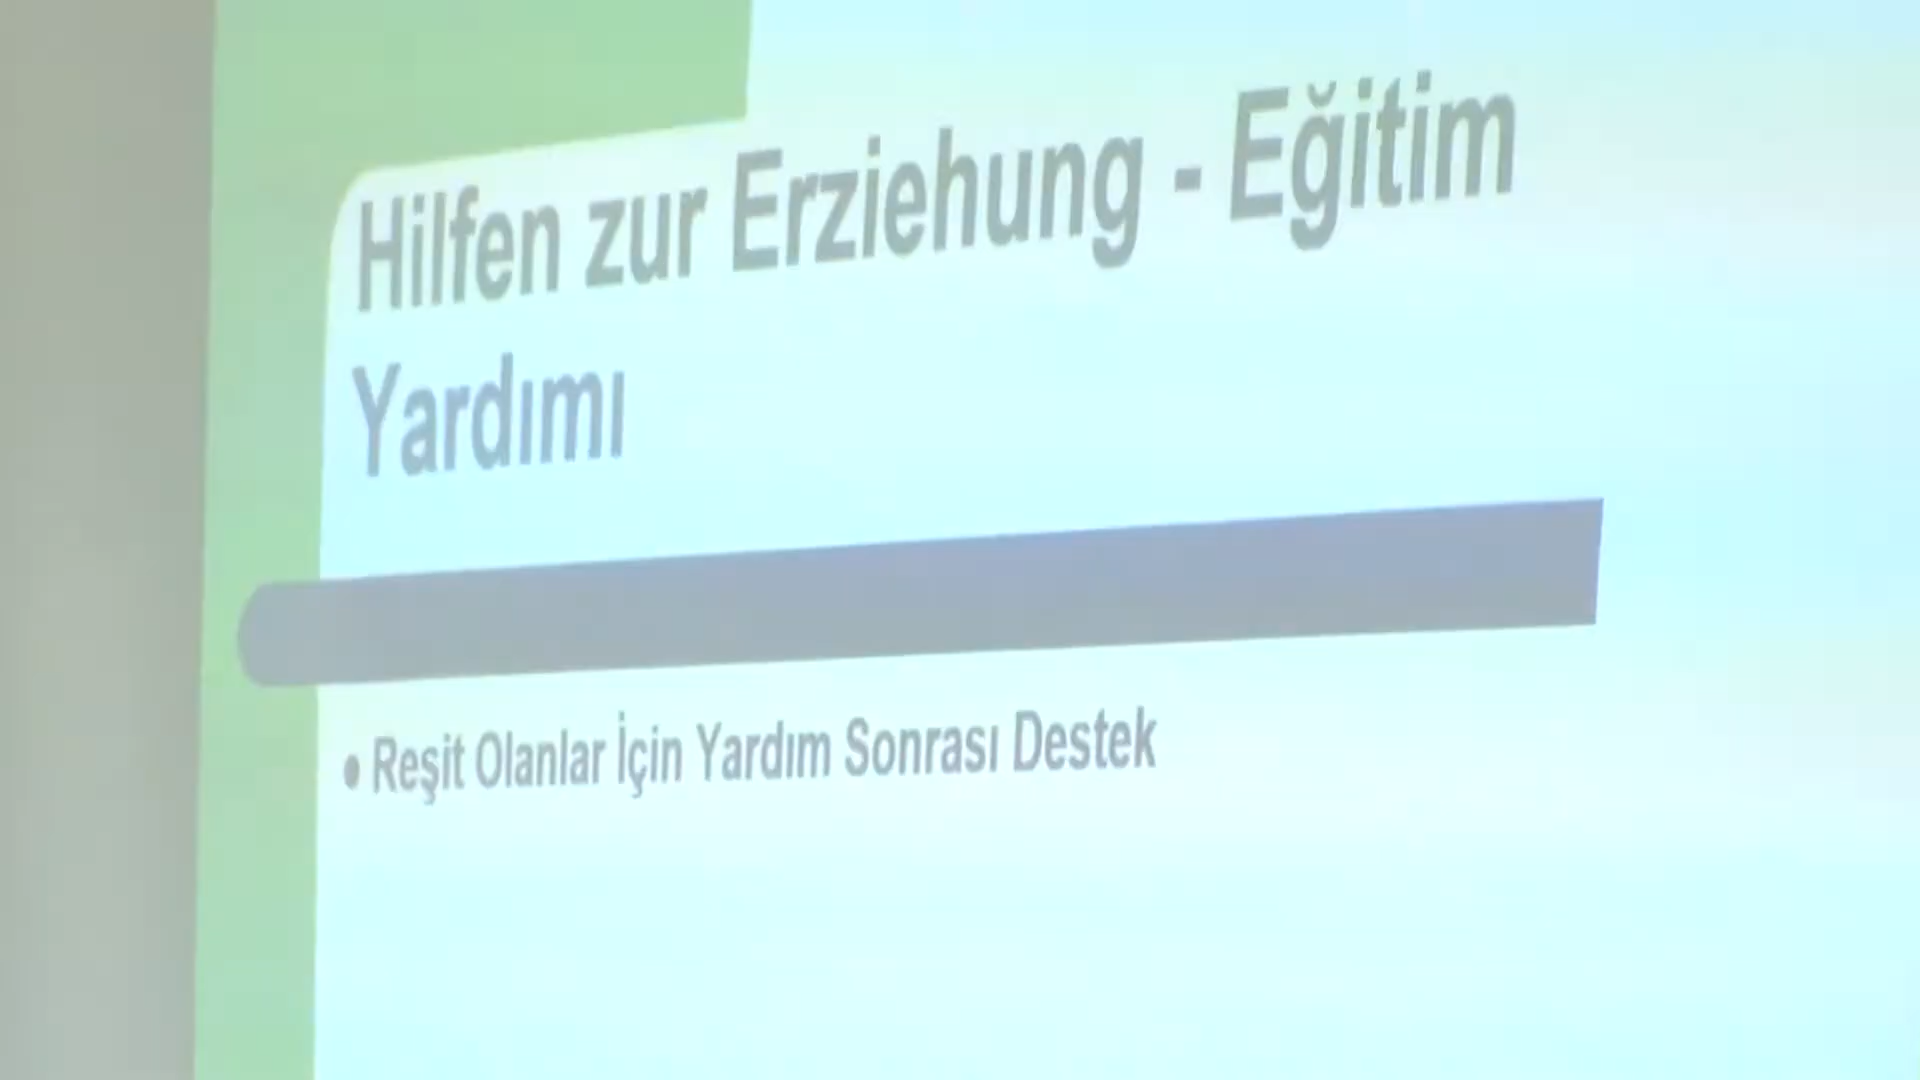 Hilfen zur Erziehung - Eğitim
Yardımı
• Reşit Olanlar İçin Yardım Sonrası Destek